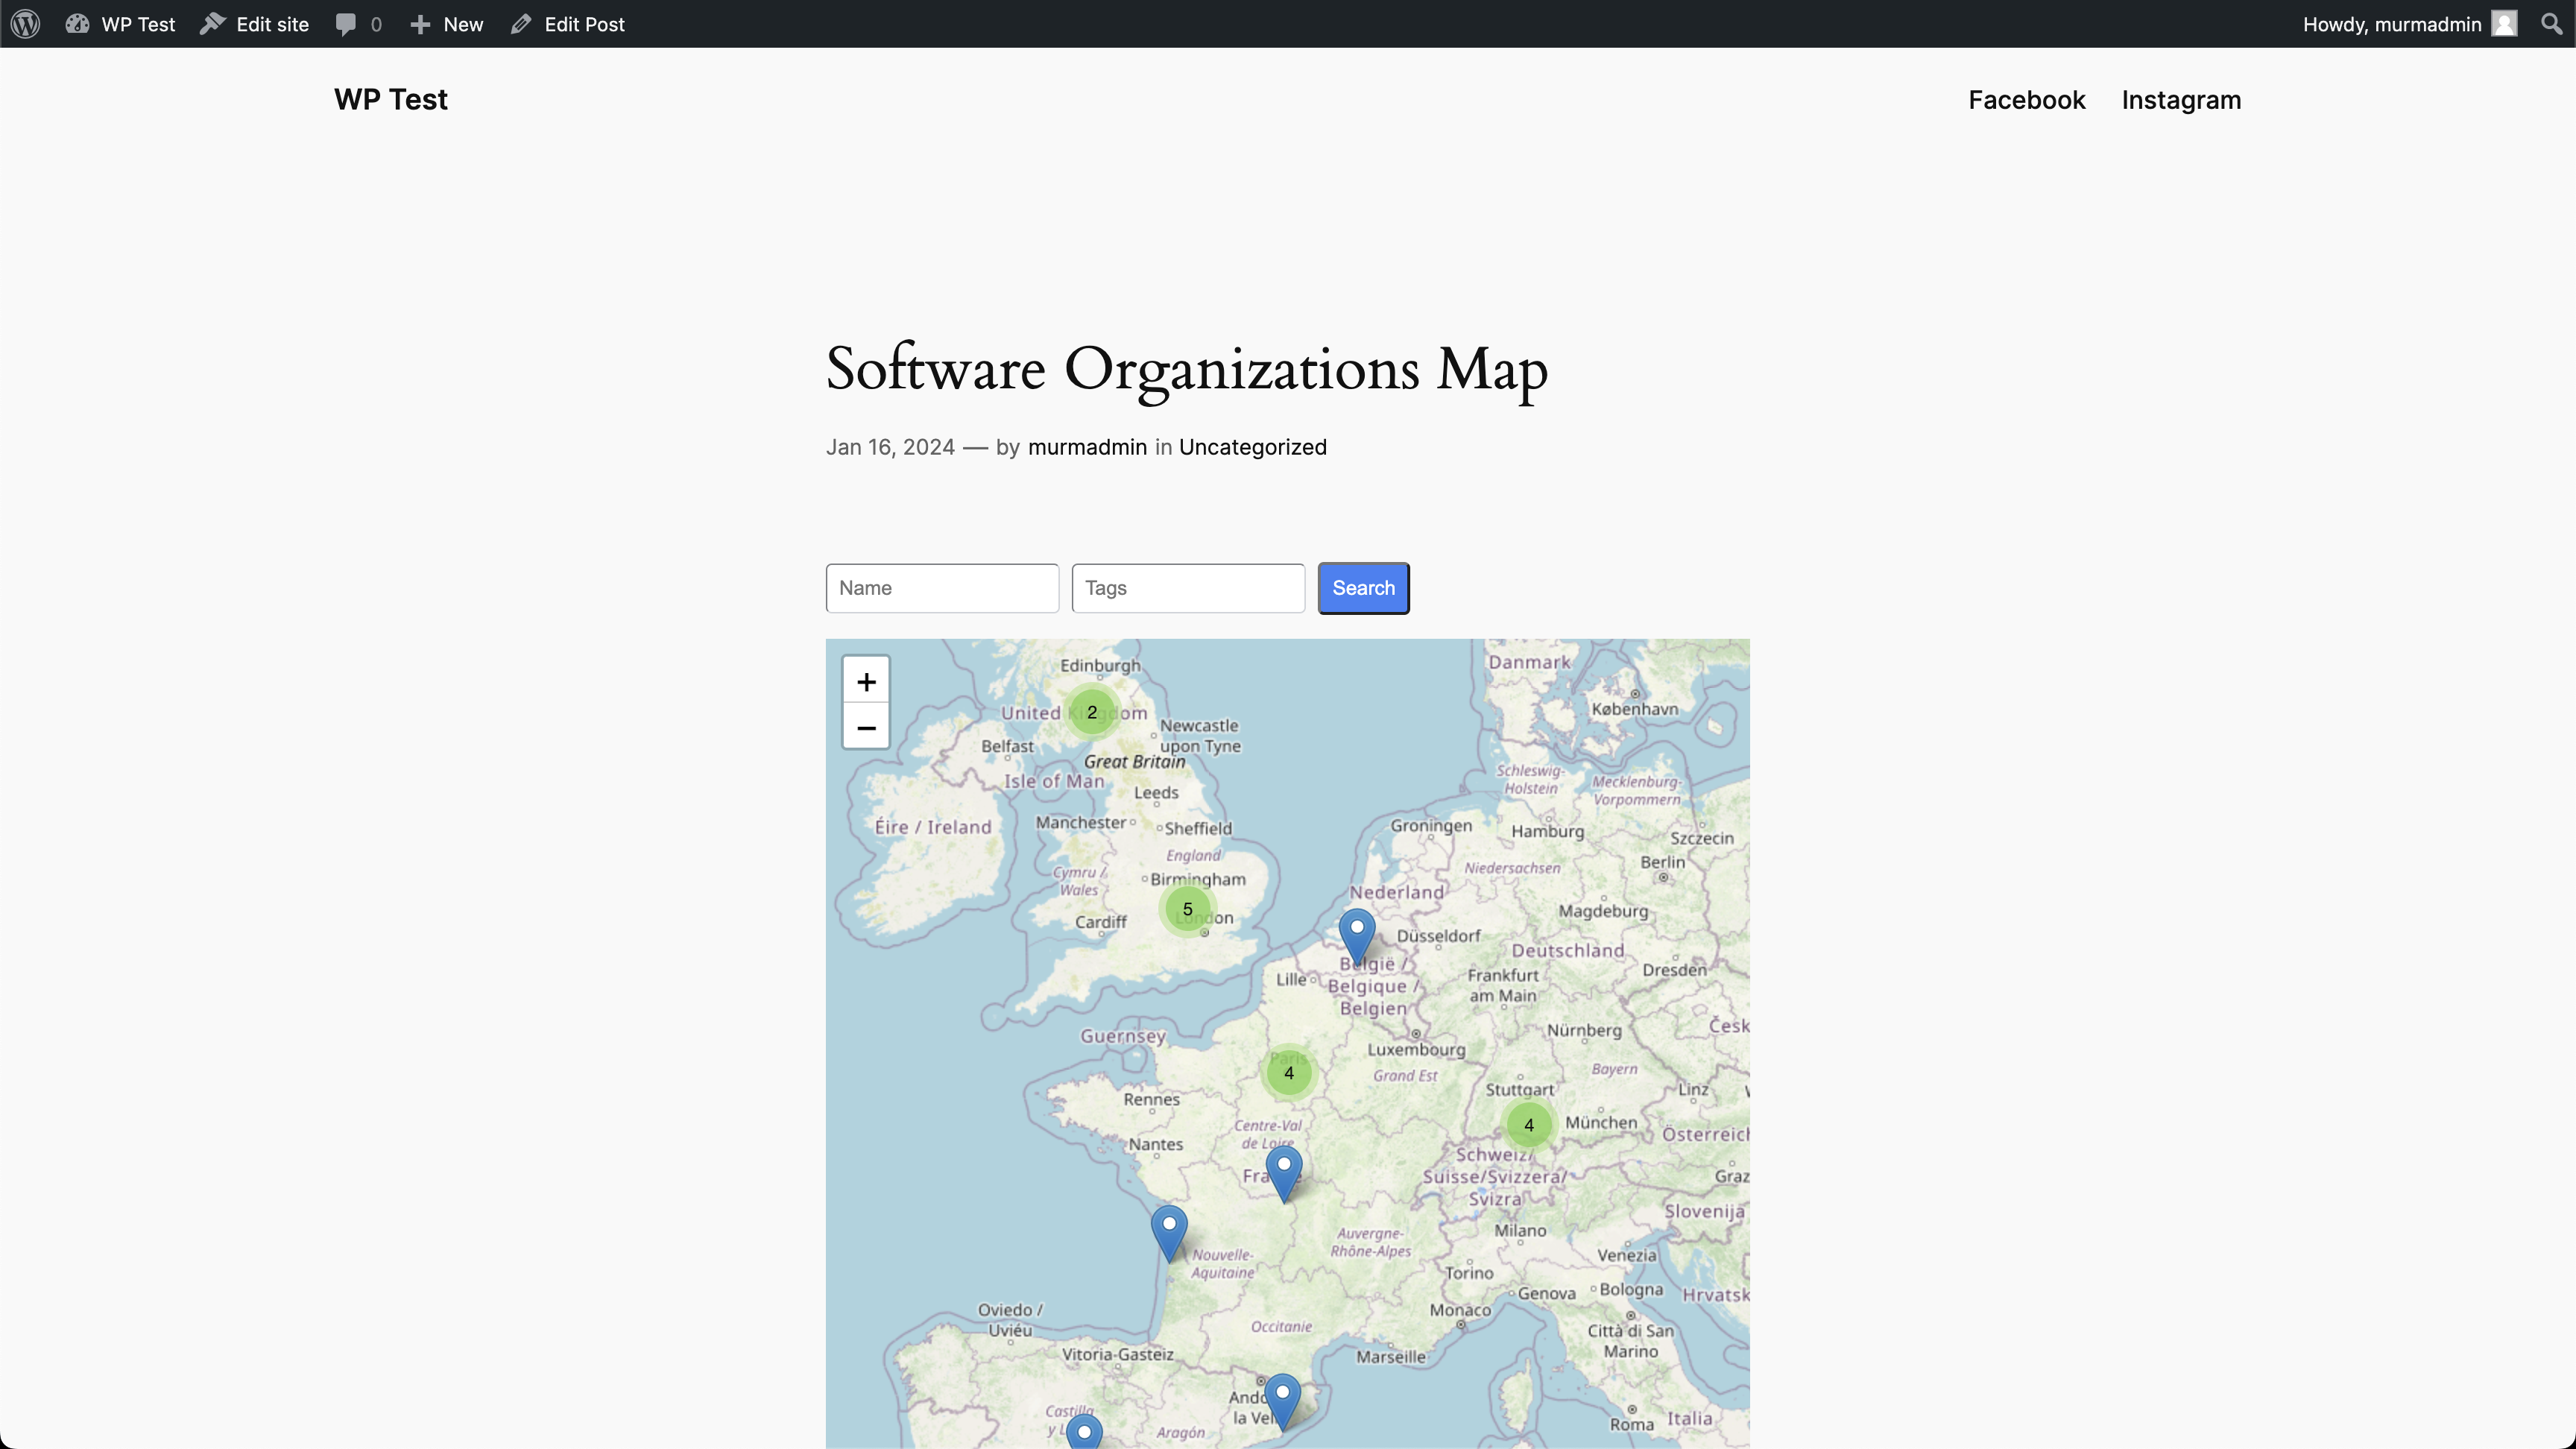 WP Test
Edit site
0
New
Edit Post
Howdy, murmadmin
WP Test
Facebook
Instagram
Software Organizations Map
Jan 16, 2024 — by murmadmin in Uncategorized
Name
Tags
Search
+
−
Edinburgh
Danmark
København
2
United
dom
Newcastle
upon Tyne
Belfast
Great Britain
Isle of Man
Leeds
Schleswig-
Holstein
Mecklenburg-
Vorpommern
Éire / Ireland
Manchester
Sheffield
Groningen
Hamburg
Szczecin
England
Berlin
Cymru /
Wales
Birmingham
Niedersachsen
Nederland
5
London
Cardiff
Magdeburg
Düsseldorf
Deutschland
België /
Belgique /
Belgien
Lille
Frankfurt
am Main
Dresden
Guernsey
Nürnberg
Česk
Luxembourg
Paris
4
Grand Est
Bayern
Rennes
Stuttgart
Linz
4
München
Centre-Val
de Loire
Nantes
Österreich
Schweiz/
Suisse/Svizzera/
Svizra
Fra
Graz
Slovenija
Auvergne-
Rhône-Alpes
Milano
Nouvelle-
Aquitaine
Venezia
Torino
Genova
Bologna
Hrvatsk
Oviedo /
Uviéu
Monaco
Occitanie
Città di San
Marino
Vitoria-Gasteiz
Marseille
Ando
la Vel
Castilla
y L
Aragón
Roma
Italia